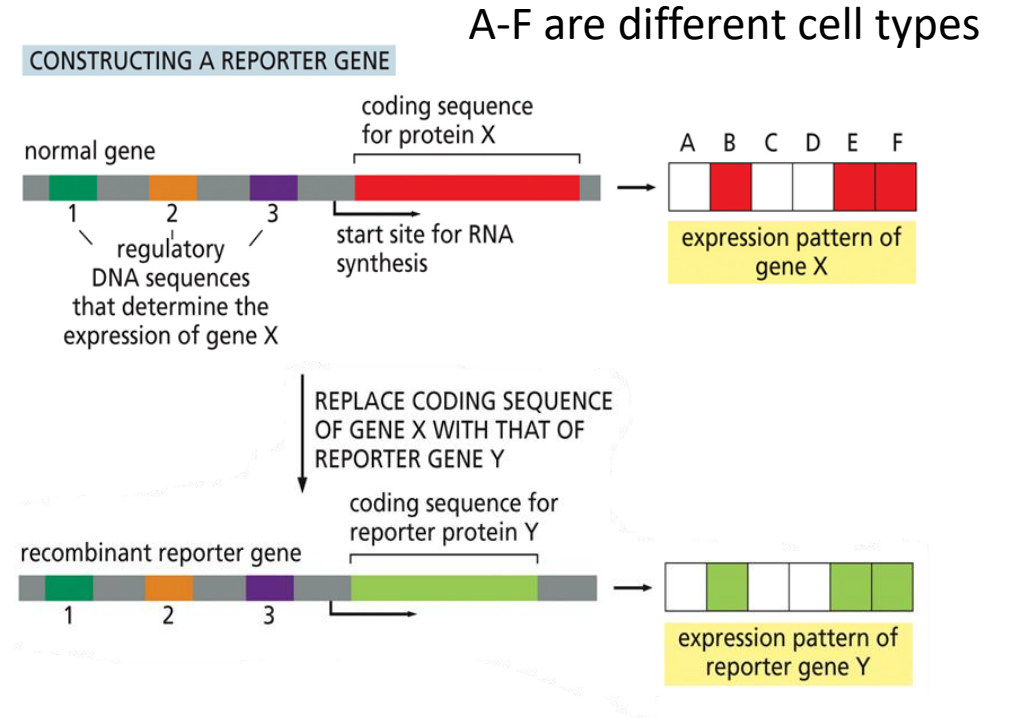 A-F are different cell types
CONSTRUCTING A REPORTER GENE
coding sequence
for protein X
normal gene
A B C D E F
1 2 3
start site for RNA
synthesis
regulatory
DNA sequences
that determine the
expression of gene X
expression pattern of
gene X
REPLACE CODING SEQUENCE
OF GENE X WITH THAT OF
REPORTER GENE Y
coding sequence for
reporter protein Y
recombinant reporter gene
1 2 3
expression pattern of
reporter gene Y